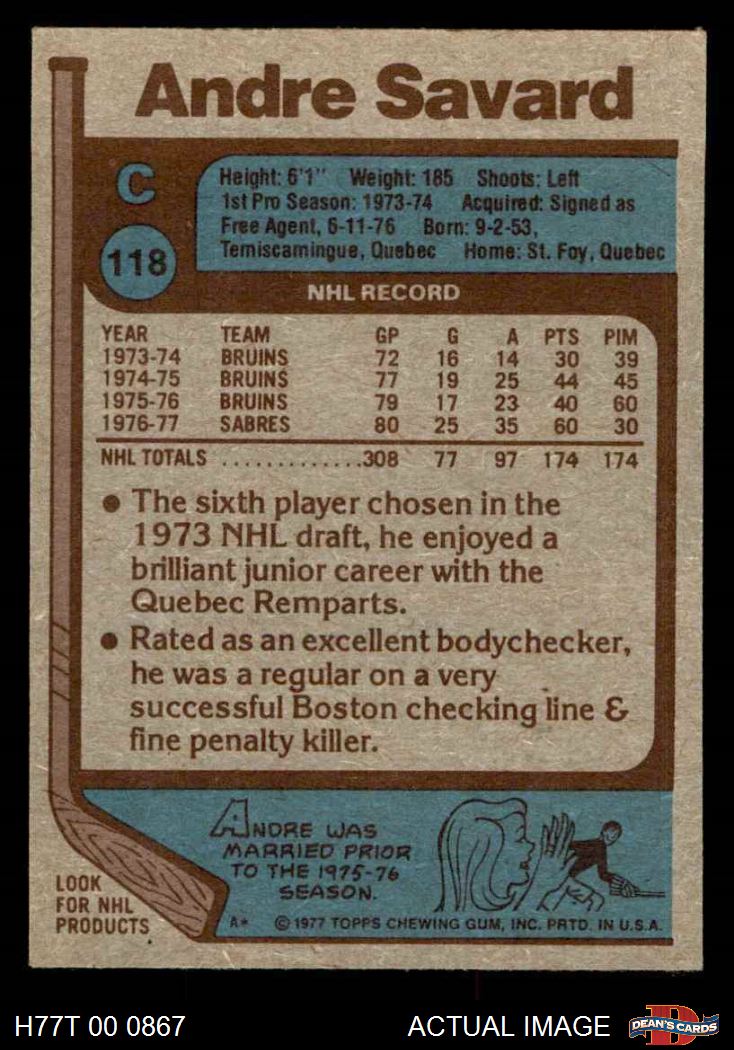 Andre Savard
C
118
Height: 6'1" Weight: 185 Shoots: Left
1st Pro Season: 1973-74 Acquired: Signed as
Free Agent, 6-11-76 Born: 9-2-53,
Temiscamingue, Quebec Home: St. Foy, Quebec
NHL RECORD
YEAR TEAM GP G A PTS PIM
1973-74 BRUINS 72 16 14 30 39
1974-75 BRUINS 77 19 25 44 45
1975-76 BRUINS 79 17 23 40 60
1976-77 SABRES 80 25 35 60 30
NHL TOTALS .............308 77 97 174 174
● The sixth player chosen in the
1973 NHL draft, he enjoyed a
brilliant junior career with the
Quebec Remparts.
● Rated as an excellent bodychecker,
he was a regular on a very
successful Boston checking line &
fine penalty killer.
ANDRE WAS
MARRIED PRIOR
TO THE 1975-76
SEASON.
LOOK
FOR NHL
PRODUCTS
A* © 1977 TOPPS CHEWING GUM, INC. PRTD. IN U.S.A.
H77T 00 0867 ACTUAL IMAGE
D
DEAN'S CARDS